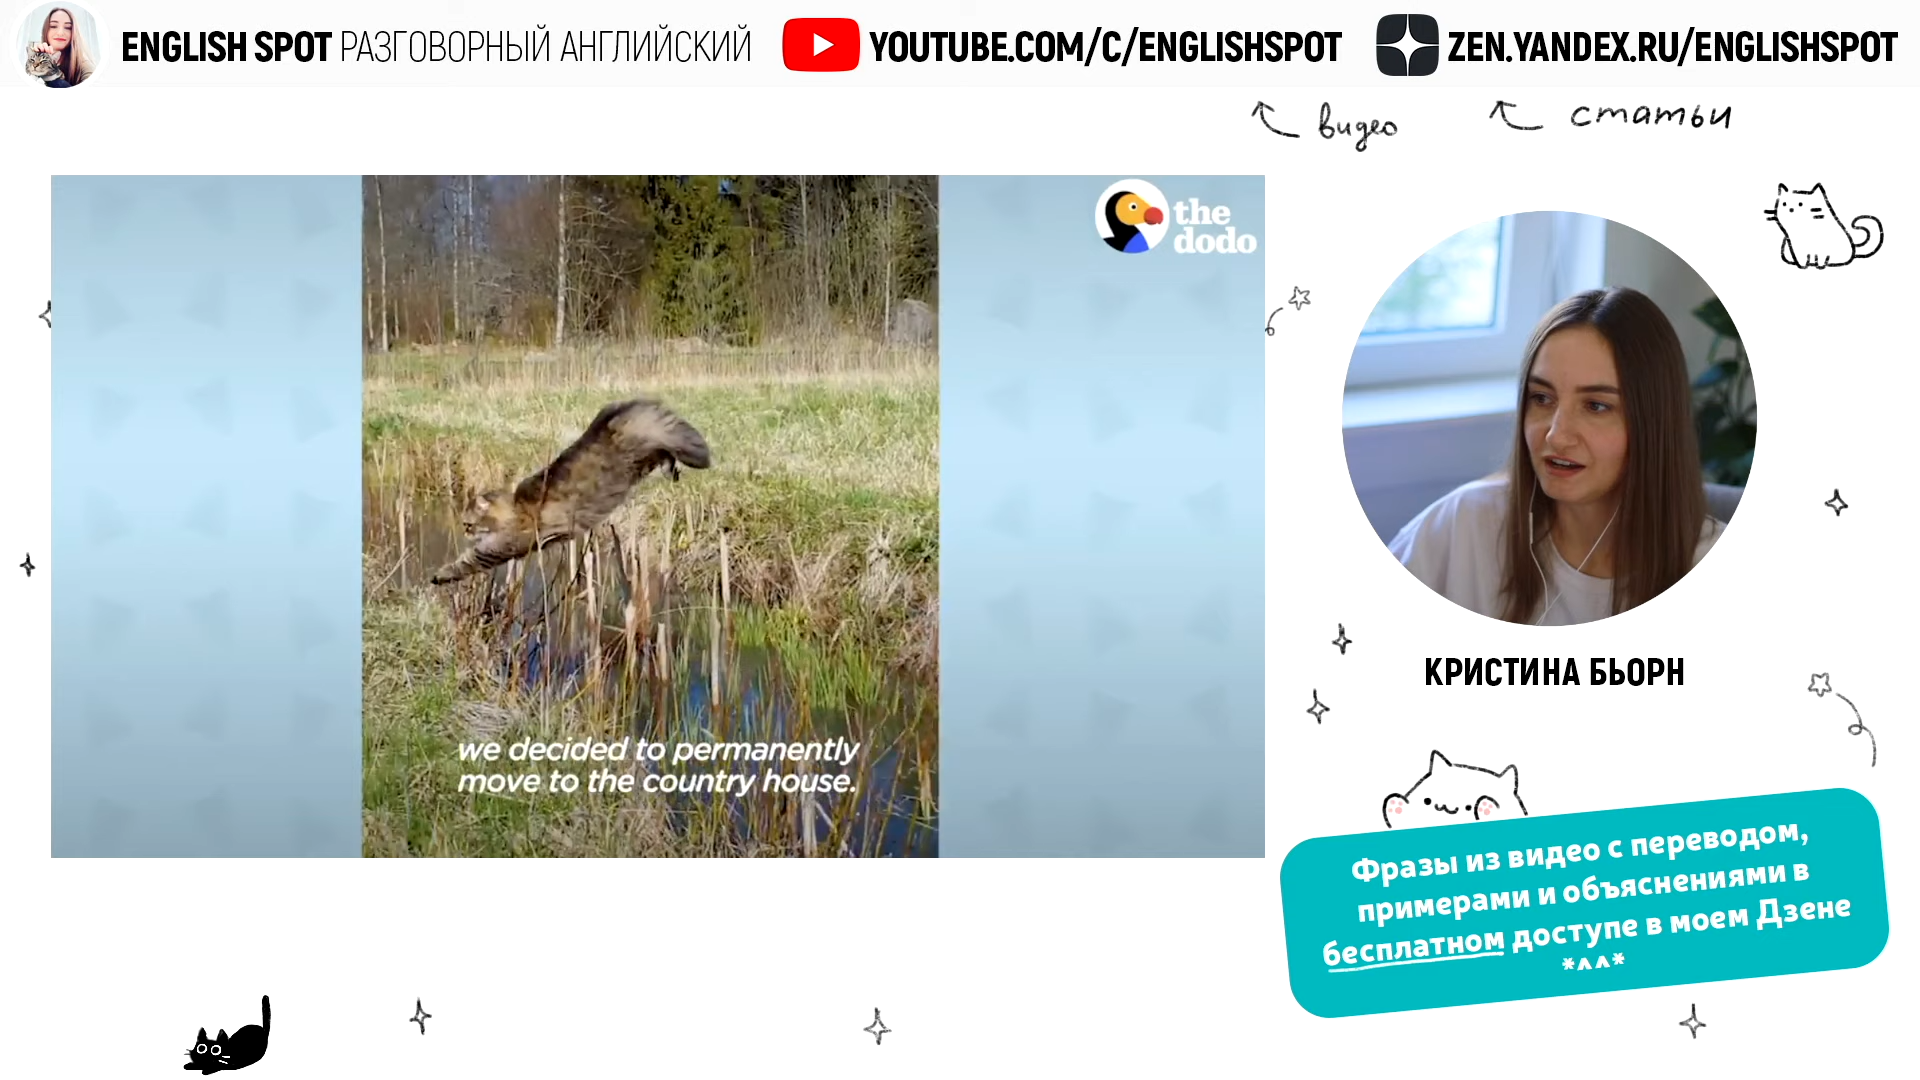 ENGLISH SPOT РАЗГОВОРНЫЙ АНГЛИЙСКИЙ
YOUTUBE.COM/C/ENGLISHSPOT
ZEN.YANDEX.RU/ENGLISHSPOT
видео
статьи
the
dodo
we decided to permanently
move to the country house.
КРИСТИНА БЬОРН
Фразы из видео с переводом,
примерами и объяснениями в
бесплатном доступе в моем Дзене
*^^*